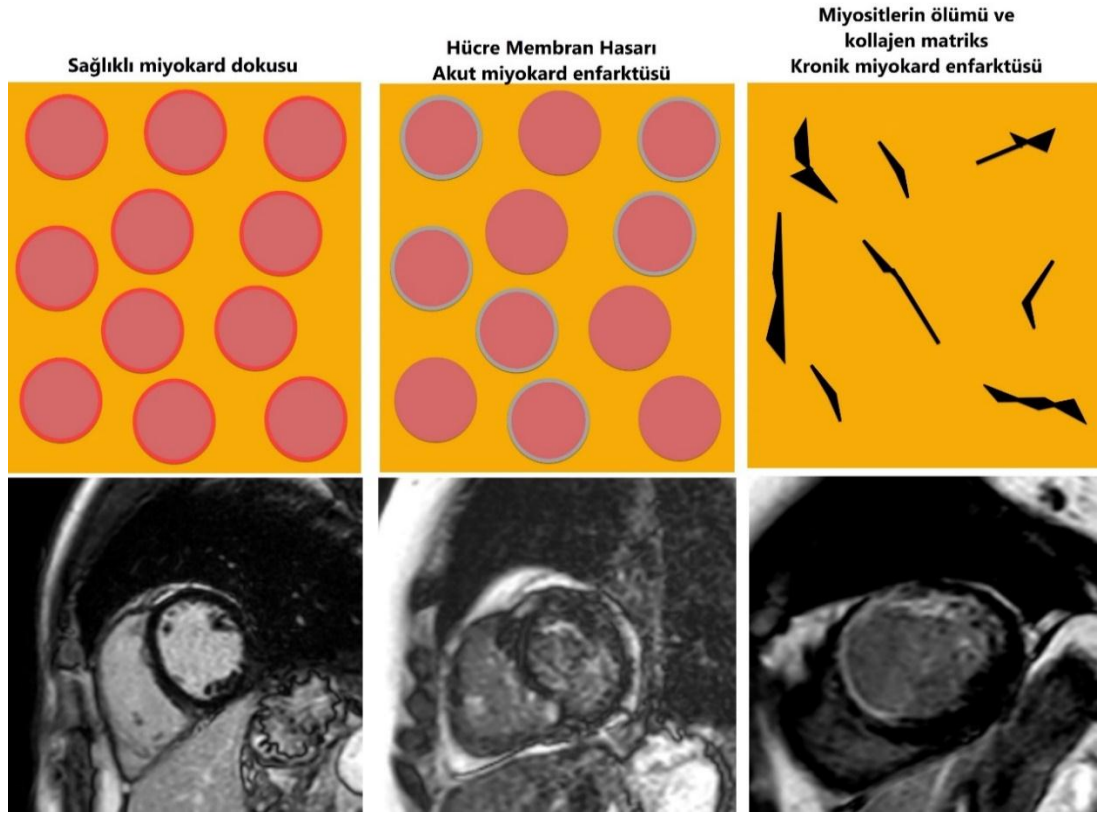 Sağlıklı miyokard dokusu
Hücre Membran Hasarı
Akut miyokard enfarktüsü
Miyositlerin ölümü ve
kollajen matriks
Kronik miyokard enfarktüsü